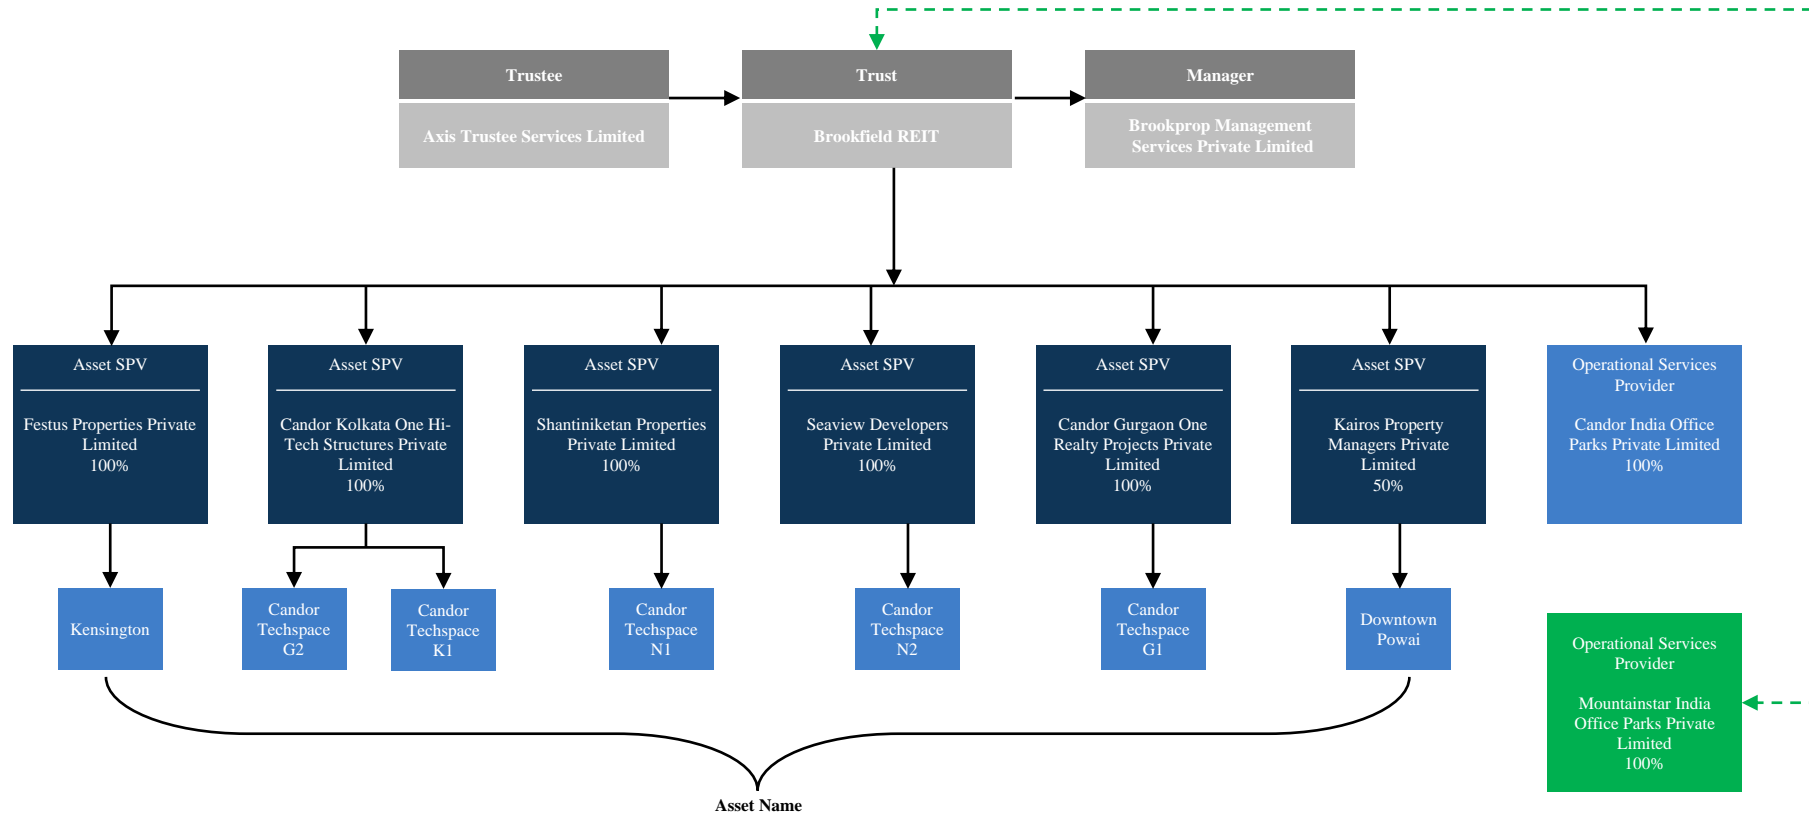 Trustee
Axis Trustee Services Limited
Trust
Brookfield REIT
Manager
Brookprop Management
Services Private Limited
Asset SPV
Festus Properties Private
Limited
100%
Asset SPV
Candor Kolkata One Hi-
Tech Structures Private
Limited
100%
Asset SPV
Shantiniketan Properties
Private Limited
100%
Asset SPV
Seaview Developers
Private Limited
100%
Asset SPV
Candor Gurgaon One
Realty Projects Private
Limited
100%
Asset SPV
Kairos Property
Managers Private
Limited
50%
Operational Services
Provider
Candor India Office
Parks Private Limited
100%
Kensington
Candor
Techspace
G2
Candor
Techspace
K1
Candor
Techspace
N1
Candor
Techspace
N2
Candor
Techspace
G1
Downtown
Powai
Operational Services
Provider
Mountainstar India
Office Parks Private
Limited
100%
Asset Name